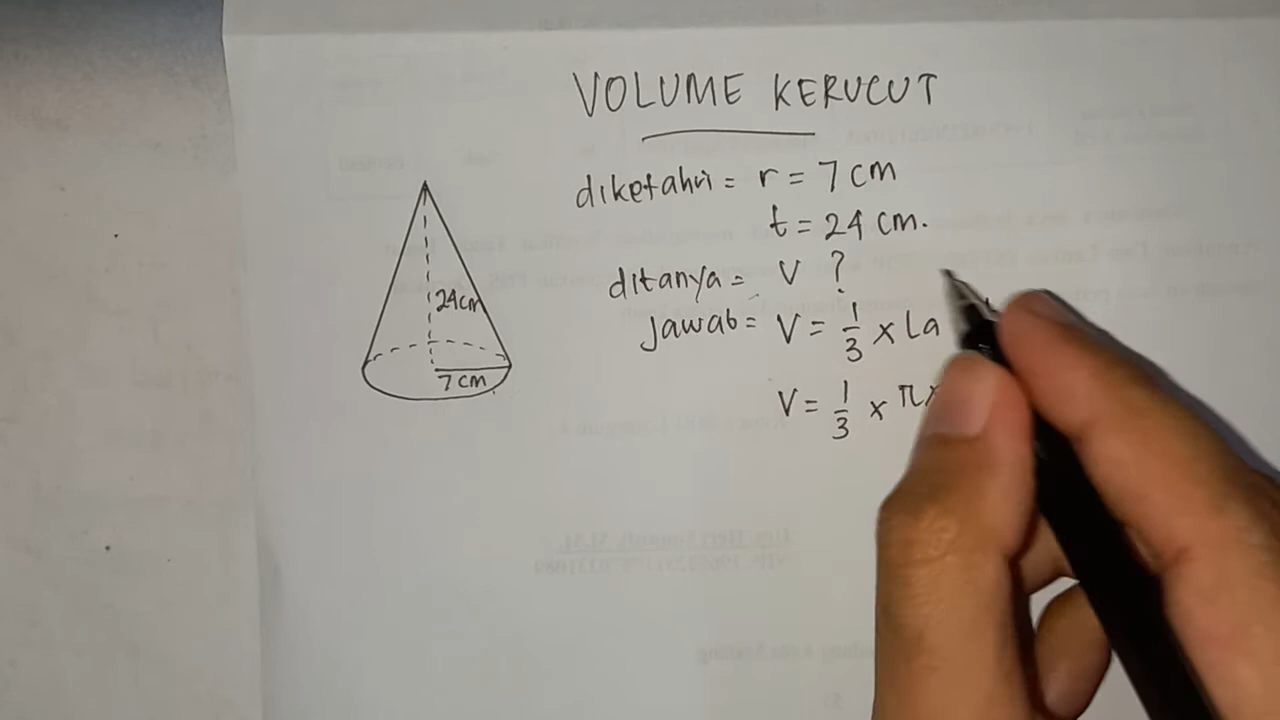 VOLUME KERUCUT
diketahui = r = 7 cm
t = 24 cm.
ditanya = V ?
Jawab = V = 1/3 x La
V = 1/3 x π x
24cm
7 cm